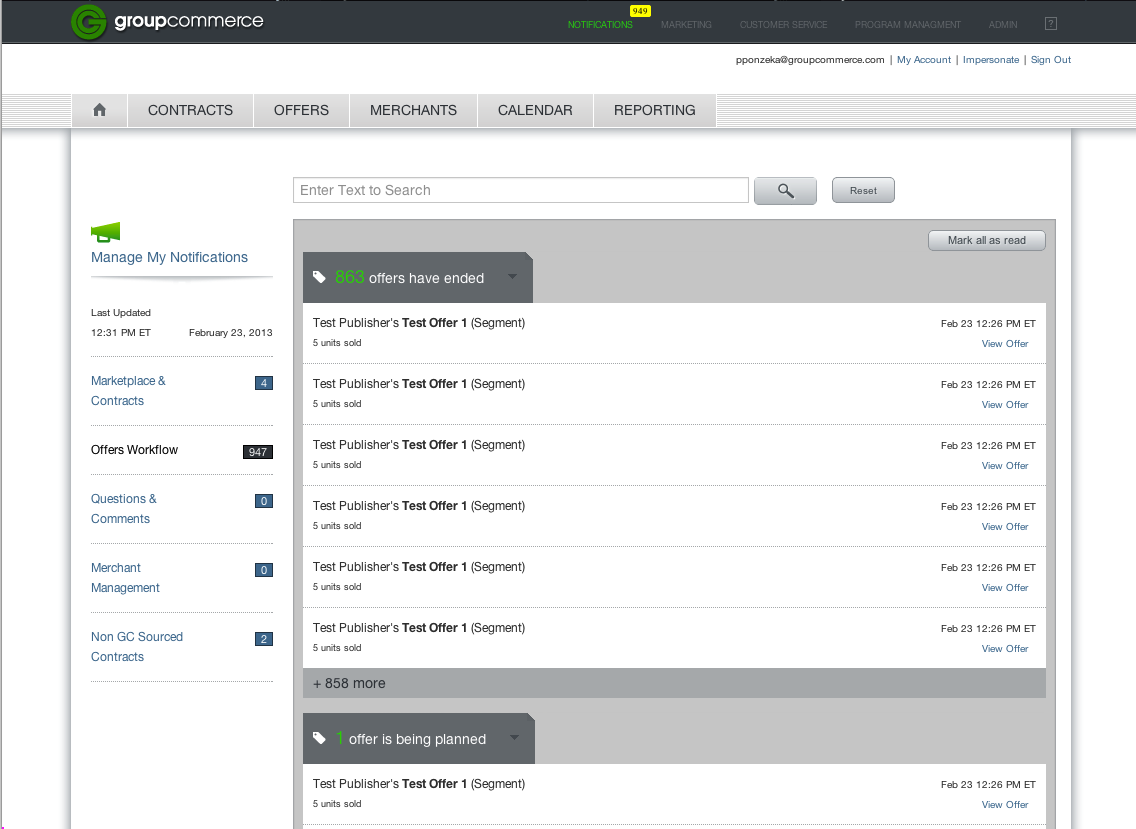 groupcommerce
949
NOTIFICATIONS MARKETING CUSTOMER SERVICE PROGRAM MANAGMENT ADMIN ?
pponzeka@groupcommerce.com | My Account | Impersonate | Sign Out
CONTRACTS OFFERS MERCHANTS CALENDAR REPORTING
Enter Text to Search Reset
Manage My Notifications
Last Updated
12:31 PM ET February 23, 2013
Marketplace & 4
Contracts
Offers Workflow 947
Questions & 0
Comments
Merchant 0
Management
Non GC Sourced 2
Contracts
Mark all as read
863 offers have ended
Test Publisher's Test Offer 1 (Segment) Feb 23 12:26 PM ET
5 units sold View Offer
Test Publisher's Test Offer 1 (Segment) Feb 23 12:26 PM ET
5 units sold View Offer
Test Publisher's Test Offer 1 (Segment) Feb 23 12:26 PM ET
5 units sold View Offer
Test Publisher's Test Offer 1 (Segment) Feb 23 12:26 PM ET
5 units sold View Offer
Test Publisher's Test Offer 1 (Segment) Feb 23 12:26 PM ET
5 units sold View Offer
Test Publisher's Test Offer 1 (Segment) Feb 23 12:26 PM ET
5 units sold View Offer
+ 858 more
1 offer is being planned
Test Publisher's Test Offer 1 (Segment) Feb 23 12:26 PM ET
5 units sold View Offer